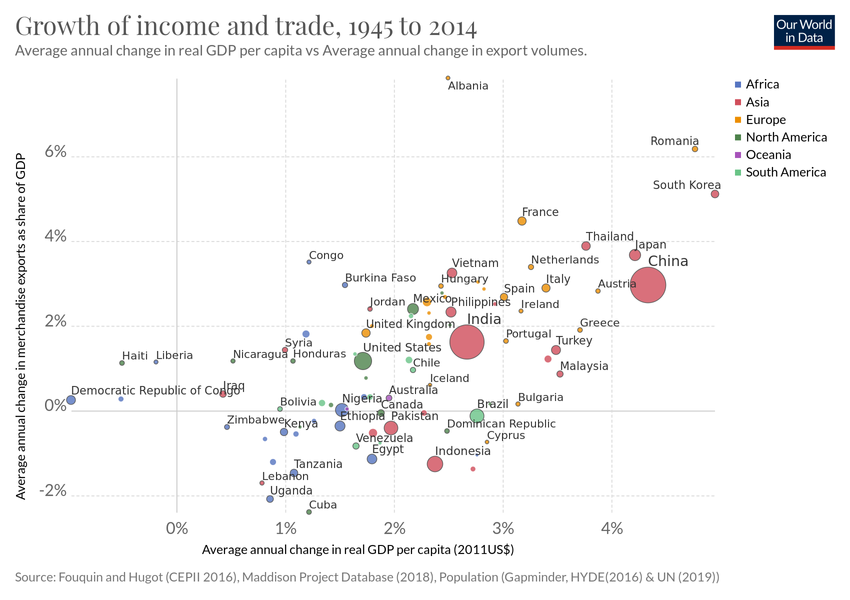 Growth of income and trade, 1945 to 2014
Average annual change in real GDP per capita vs Average annual change in export volumes.
Our World
in Data
Africa
Asia
Europe
North America
Oceania
South America
Average annual change in merchandise exports as share of GDP
6%
4%
2%
0%
-2%
Albania
Romania
South Korea
France
Thailand
Japan
Congo
Vietnam
Netherlands
China
Burkina Faso
Hungary
Spain
Italy
Austria
Jordan
Mexico
Philippines
Ireland
United Kingdom
India
Greece
Syria
Portugal
Turkey
Haiti
Liberia
Nicaragua
Honduras
United States
Chile
Malaysia
Democratic Republic of Congo
Iraq
Iceland
Bolivia
Nigeria
Australia
Canada
Brazil
Bulgaria
Zimbabwe
Kenya
Ethiopia
Pakistan
Dominican Republic
Venezuela
Cyprus
Egypt
Indonesia
Tanzania
Lebanon
Uganda
Cuba
0%
1%
2%
3%
4%
Average annual change in real GDP per capita (2011US$)
Source: Fouquin and Hugot (CEPII 2016), Maddison Project Database (2018), Population (Gapminder, HYDE(2016) & UN (2019))